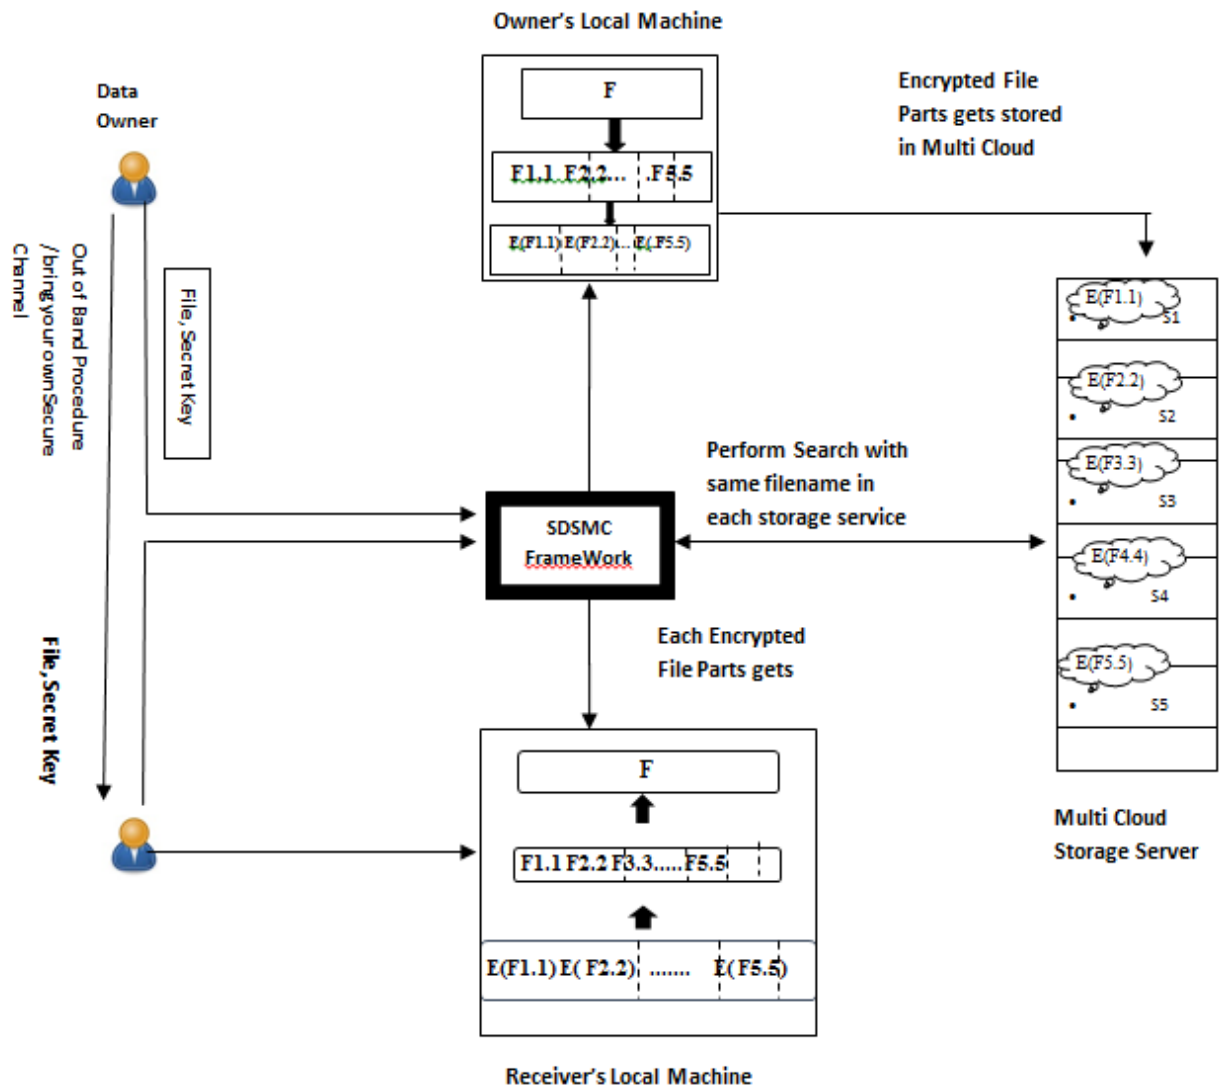 Owner's Local Machine
Data
Owner
F
F1.1 F2.2... .F5.5
E(F1.1) E(F2.2)... E(.F5.5)
Encrypted File
Parts gets stored
in Multi Cloud
Out of Band Procedure
/bring your own Secure
Channel
File, Secret Key
E(F1.1)
• S1
E(F2.2)
• S2
E(F3.3)
• S3
E(F4.4)
• S4
E(F5.5)
• S5
Perform Search with
same filename in
each storage service
SDSMC
FrameWork
File, Secret Key
Each Encrypted
File Parts gets
F
F1.1 F2.2 F3.3.....F5.5
E(F1.1) E( F2.2) ....... E( F5.5)
Multi Cloud
Storage Server
Receiver's Local Machine